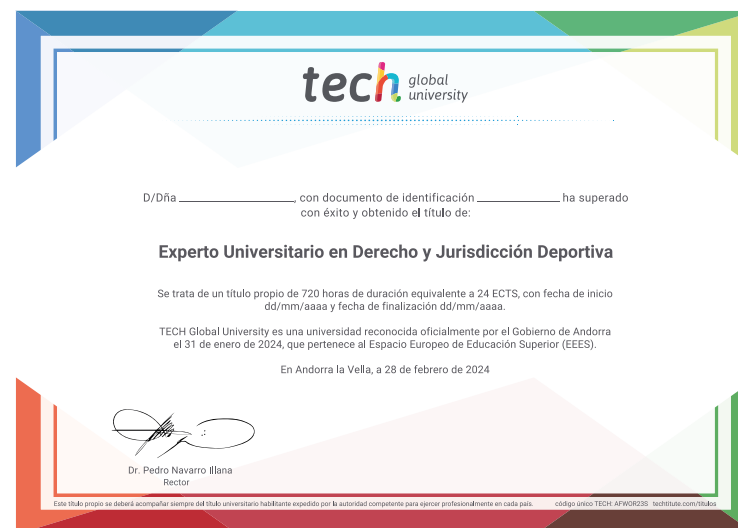 tech global university
D/Dña ____________, con documento de identificación ____________ ha superado
con éxito y obtenido el título de:
Experto Universitario en Derecho y Jurisdicción Deportiva
Se trata de un título propio de 720 horas de duración equivalente a 24 ECTS, con fecha de inicio
dd/mm/aaaa y fecha de finalización dd/mm/aaaa.
TECH Global University es una universidad reconocida oficialmente por el Gobierno de Andorra
el 31 de enero de 2024, que pertenece al Espacio Europeo de Educación Superior (EEES).
En Andorra la Vella, a 28 de febrero de 2024
Dr. Pedro Navarro Illana
Rector
Este título propio se deberá acompañar siempre del título universitario habilitante expedido por la autoridad competente para ejercer profesionalmente en cada país. código único TECH: AFWOR23S techtitute.com/titulos